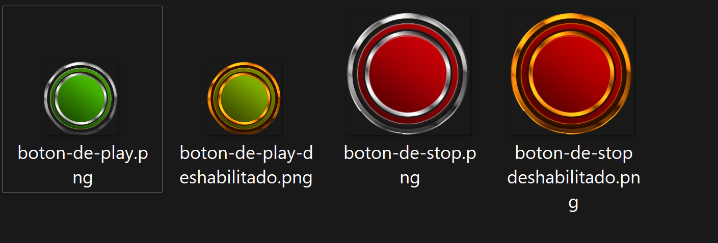 boton-de-play.p
ng
boton-de-play-d
eshabilitado.png
boton-de-stop.p
ng
boton-de-stop
deshabilitado.pn
g